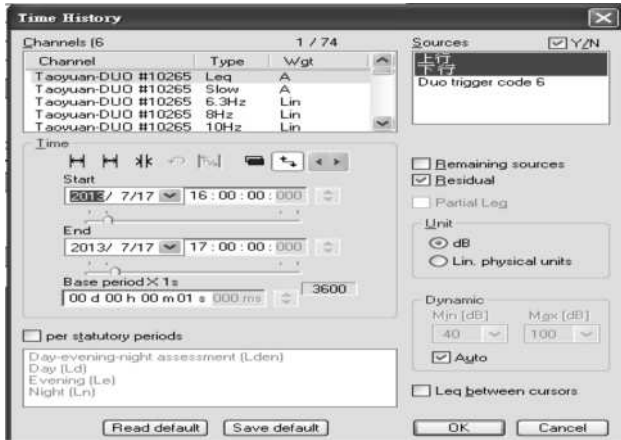 Time History
Channels (6
1 / 74
Channel Type Wgt
Taoyuan-DUO #10265 Leq A
Taoyuan-DUO #10265 Slow A
Taoyuan-DUO #10265 6.3Hz Lin
Taoyuan-DUO #10265 8Hz Lin
Taoyuan-DUO #10265 10Hz Lin
Sources
Y/N
上行
下行
Duo trigger code 6
Time
Start
2013/ 7/17 16:00:00:000
End
2013/ 7/17 17:00:00:000
Base period X 1s
00 d 00 h 00 m 01 s 000 ms
3600
Remaining sources
Residual
Partial Leq
Unit
dB
Lin. physical units
Dynamic
Min [dB] Max [dB]
40 100
Auto
per statutory periods
Day-evening-night assessment (Lden)
Day (Ld)
Evening (Le)
Night (Ln)
Leq between cursors
Read default Save default OK Cancel